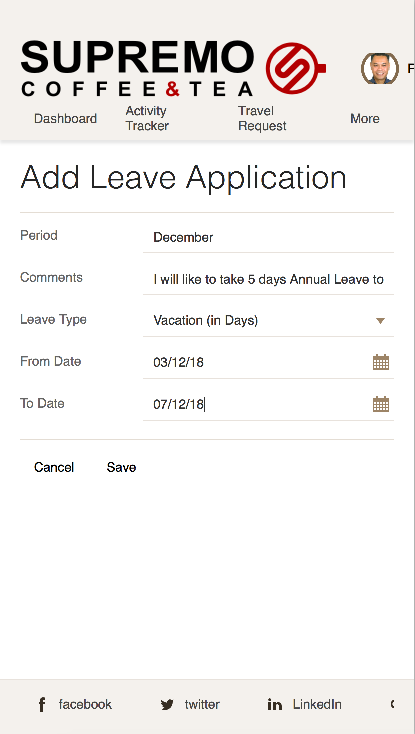 SUPREMO
COFFEE&TEA
F
Dashboard
Activity
Tracker
Travel
Request
More
Add Leave Application
Period
December
Comments
I will like to take 5 days Annual Leave to
Leave Type
Vacation (in Days)
From Date
03/12/18
To Date
07/12/18
Cancel
Save
facebook
twitter
LinkedIn